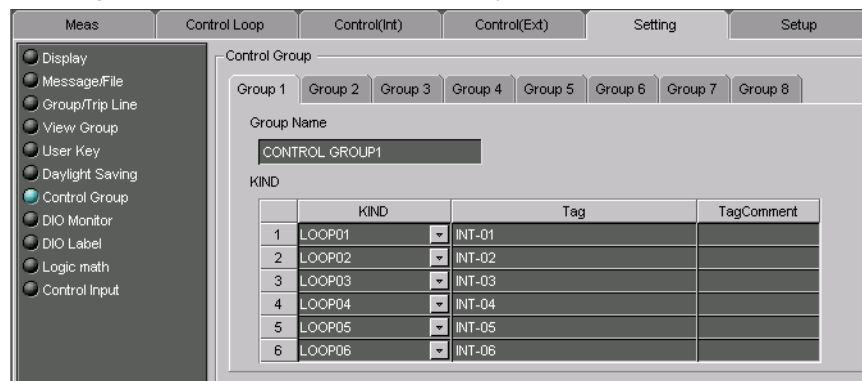 Meas Control Loop Control(Int) Control(Ext) Setting Setup
Display
Message/File
Group/Trip Line
View Group
User Key
Daylight Saving
Control Group
DIO Monitor
DIO Label
Logic math
Control Input
Control Group
Group 1 Group 2 Group 3 Group 4 Group 5 Group 6 Group 7 Group 8
Group Name
CONTROL GROUP1
KIND
KIND Tag TagComment
1 LOOP01 INT-01
2 LOOP02 INT-02
3 LOOP03 INT-03
4 LOOP04 INT-04
5 LOOP05 INT-05
6 LOOP06 INT-06